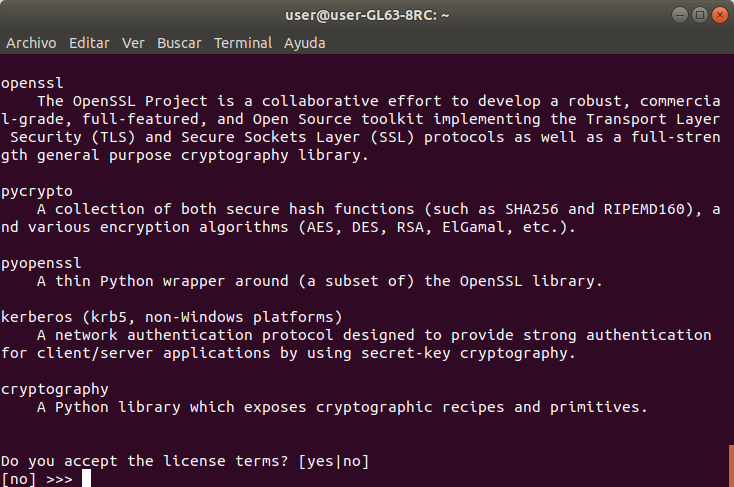 user@user-GL63-8RC: ~
Archivo Editar Ver Buscar Terminal Ayuda
openssl
    The OpenSSL Project is a collaborative effort to develop a robust, commercia
l-grade, full-featured, and Open Source toolkit implementing the Transport Layer
 Security (TLS) and Secure Sockets Layer (SSL) protocols as well as a full-stren
gth general purpose cryptography library.
pycrypto
    A collection of both secure hash functions (such as SHA256 and RIPEMD160), a
nd various encryption algorithms (AES, DES, RSA, ElGamal, etc.).
pyopenssl
    A thin Python wrapper around (a subset of) the OpenSSL library.
kerberos (krb5, non-Windows platforms)
    A network authentication protocol designed to provide strong authentication
for client/server applications by using secret-key cryptography.
cryptography
    A Python library which exposes cryptographic recipes and primitives.
Do you accept the license terms? [yes|no]
[no] >>>